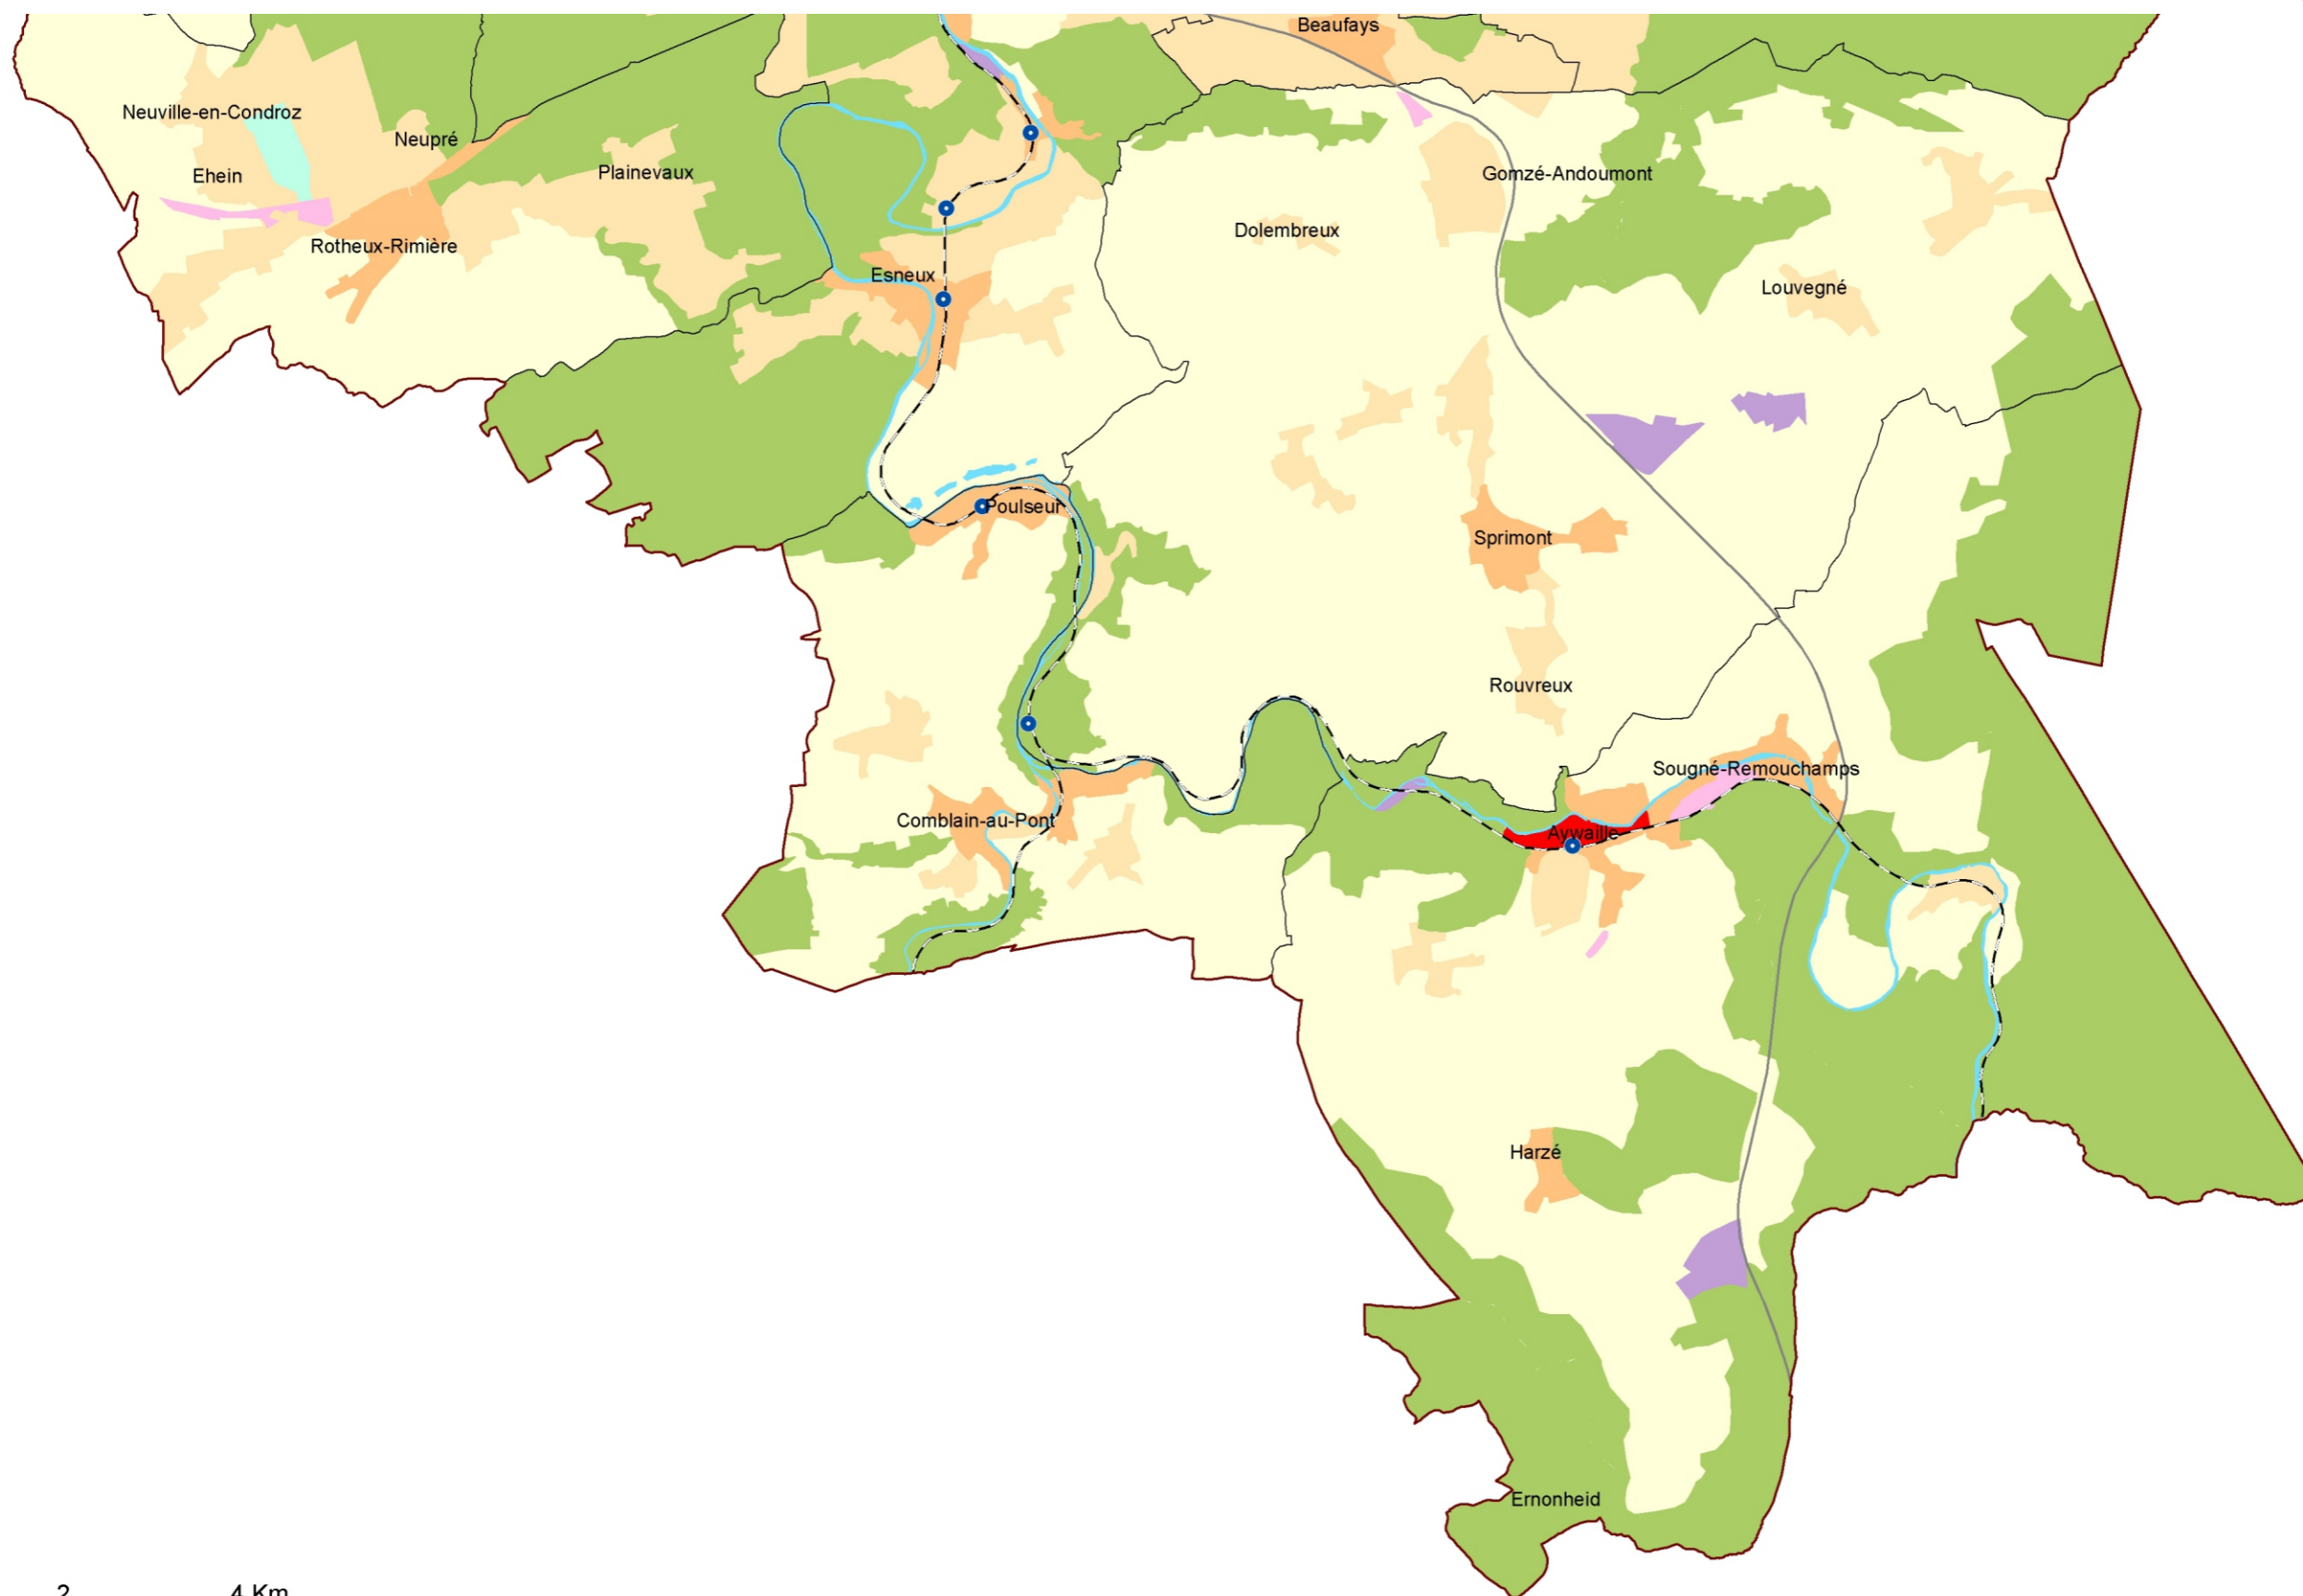 Beaufays
Neuville-en-Condroz
Neupré
Ehein
Plainevaux
Gomzé-Andoumont
Dolembreux
Rotheux-Rimière
Esneux
Louvegné
Poulseur
Sprimont
Rouvreux
Sougné-Remouchamps
Comblain-au-Pont
Aywaille
Harzé
Ernonheid
2 4 Km